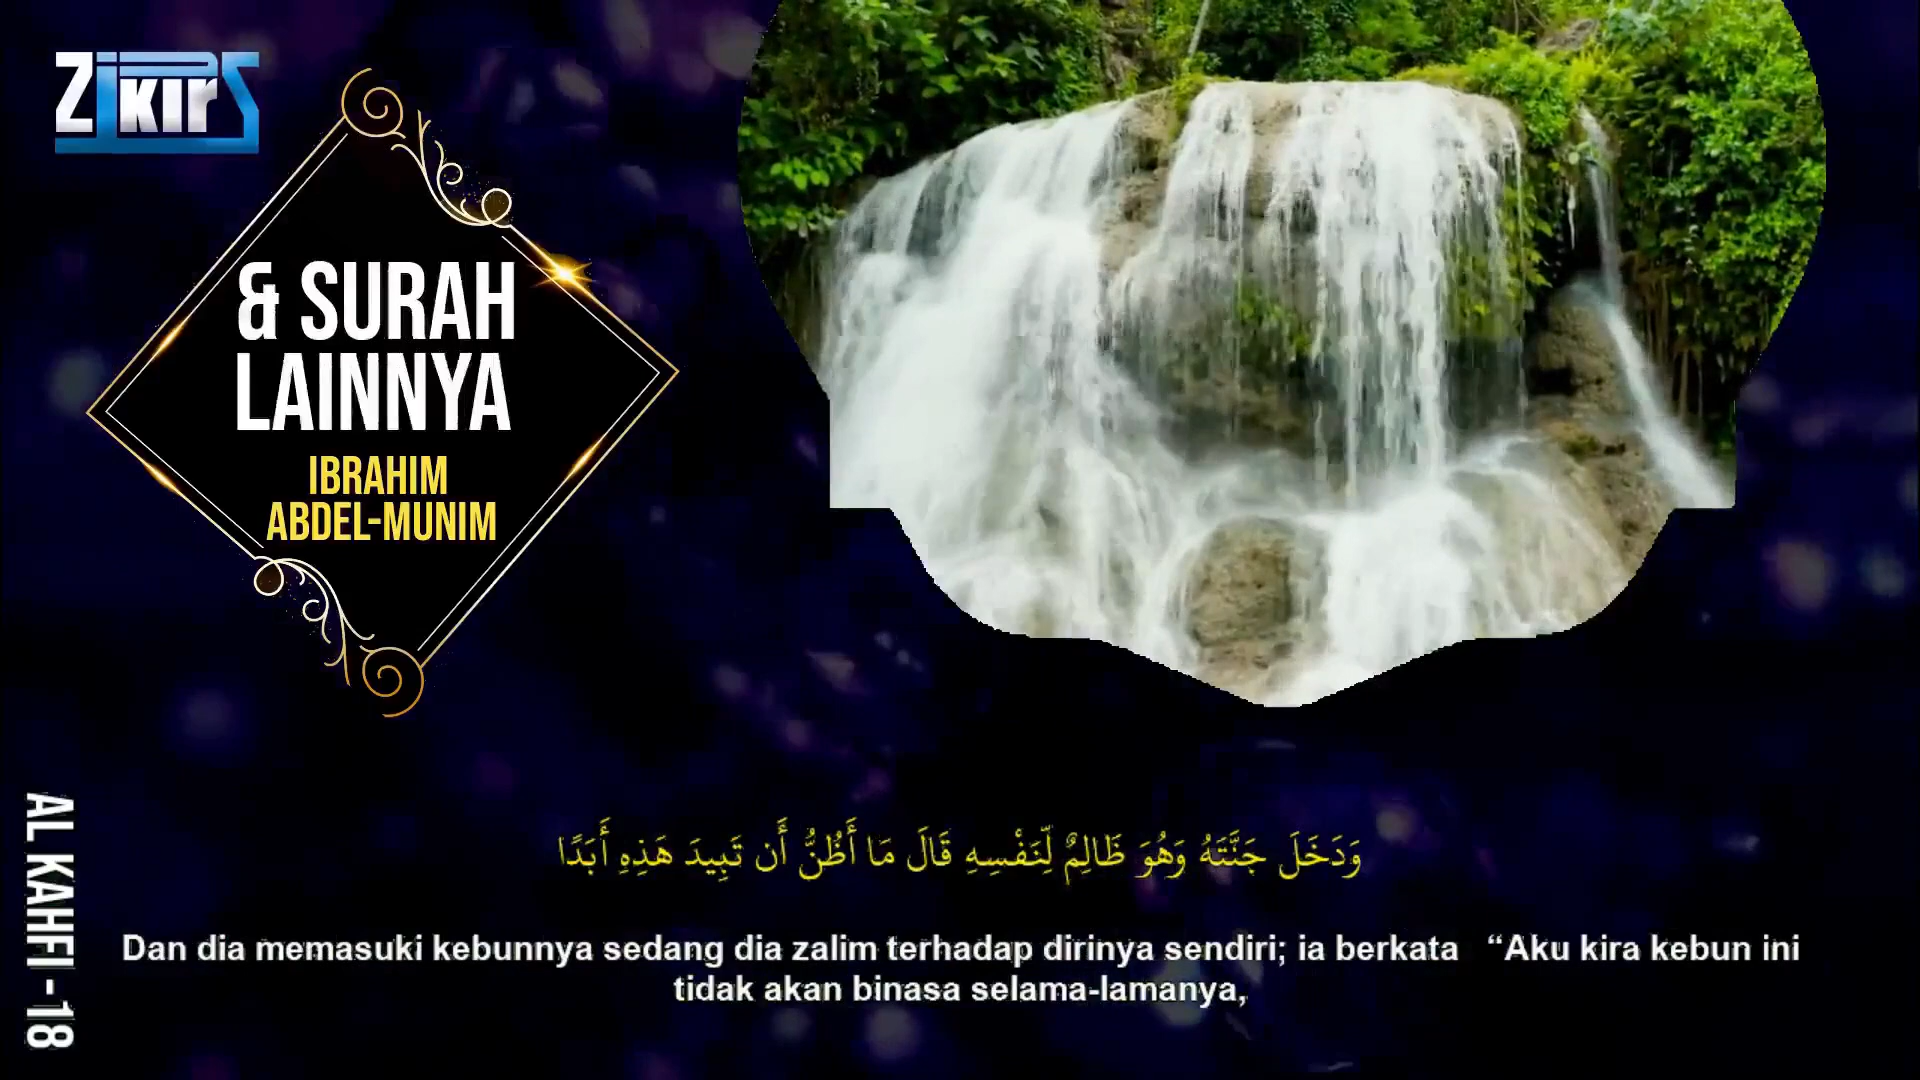 Zikir
& SURAH
LAINNYA
IBRAHIM
ABDEL-MUNIM
AL KAHFI - 18
وَدَخَلَ جَنَّتَهُ وَهُوَ ظَالِمٌ لِّنَفْسِهِ قَالَ مَا أَظُنُّ أَن تَبِيدَ هَذِهِ أَبَدًا
Dan dia memasuki kebunnya sedang dia zalim terhadap dirinya sendiri; ia berkata “Aku kira kebun ini
tidak akan binasa selama-lamanya,